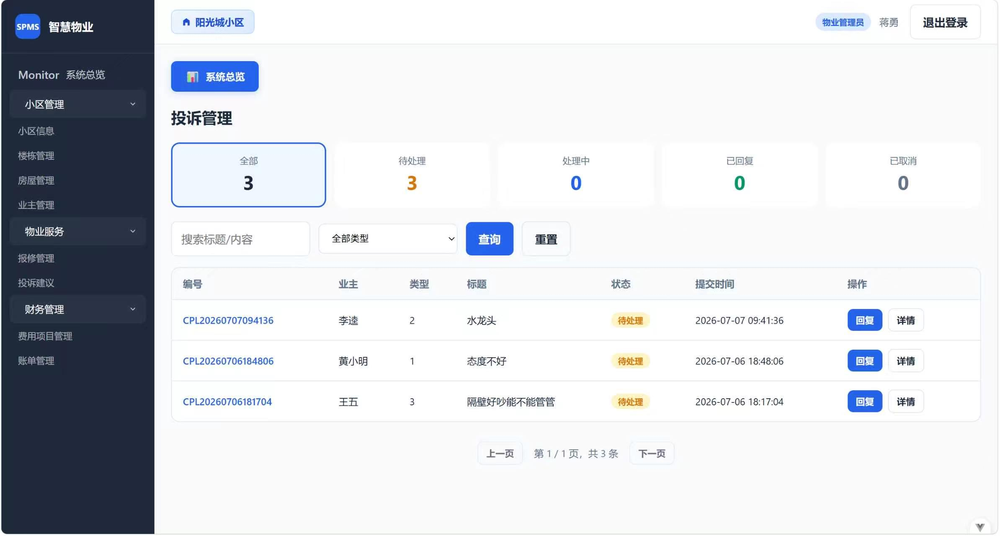 SPMS 智慧物业
阳光城小区
物业管理员 蒋勇 退出登录
Monitor 系统总览
小区管理
小区信息
楼栋管理
房屋管理
业主管理
物业服务
报修管理
投诉建议
财务管理
费用项目管理
账单管理
系统总览
投诉管理
全部 待处理 处理中 已回复 已取消
3 3 0 0 0
搜索标题/内容 全部类型 查询 重置
编号 业主 类型 标题 状态 提交时间 操作
CPL20260707094136 李逵 2 水龙头 待处理 2026-07-07 09:41:36 回复 详情
CPL20260706184806 黄小明 1 态度不好 待处理 2026-07-06 18:48:06 回复 详情
CPL20260706181704 王五 3 隔壁好吵能不能管管 待处理 2026-07-06 18:17:04 回复 详情
上一页 第 1 / 1 页，共 3 条 下一页